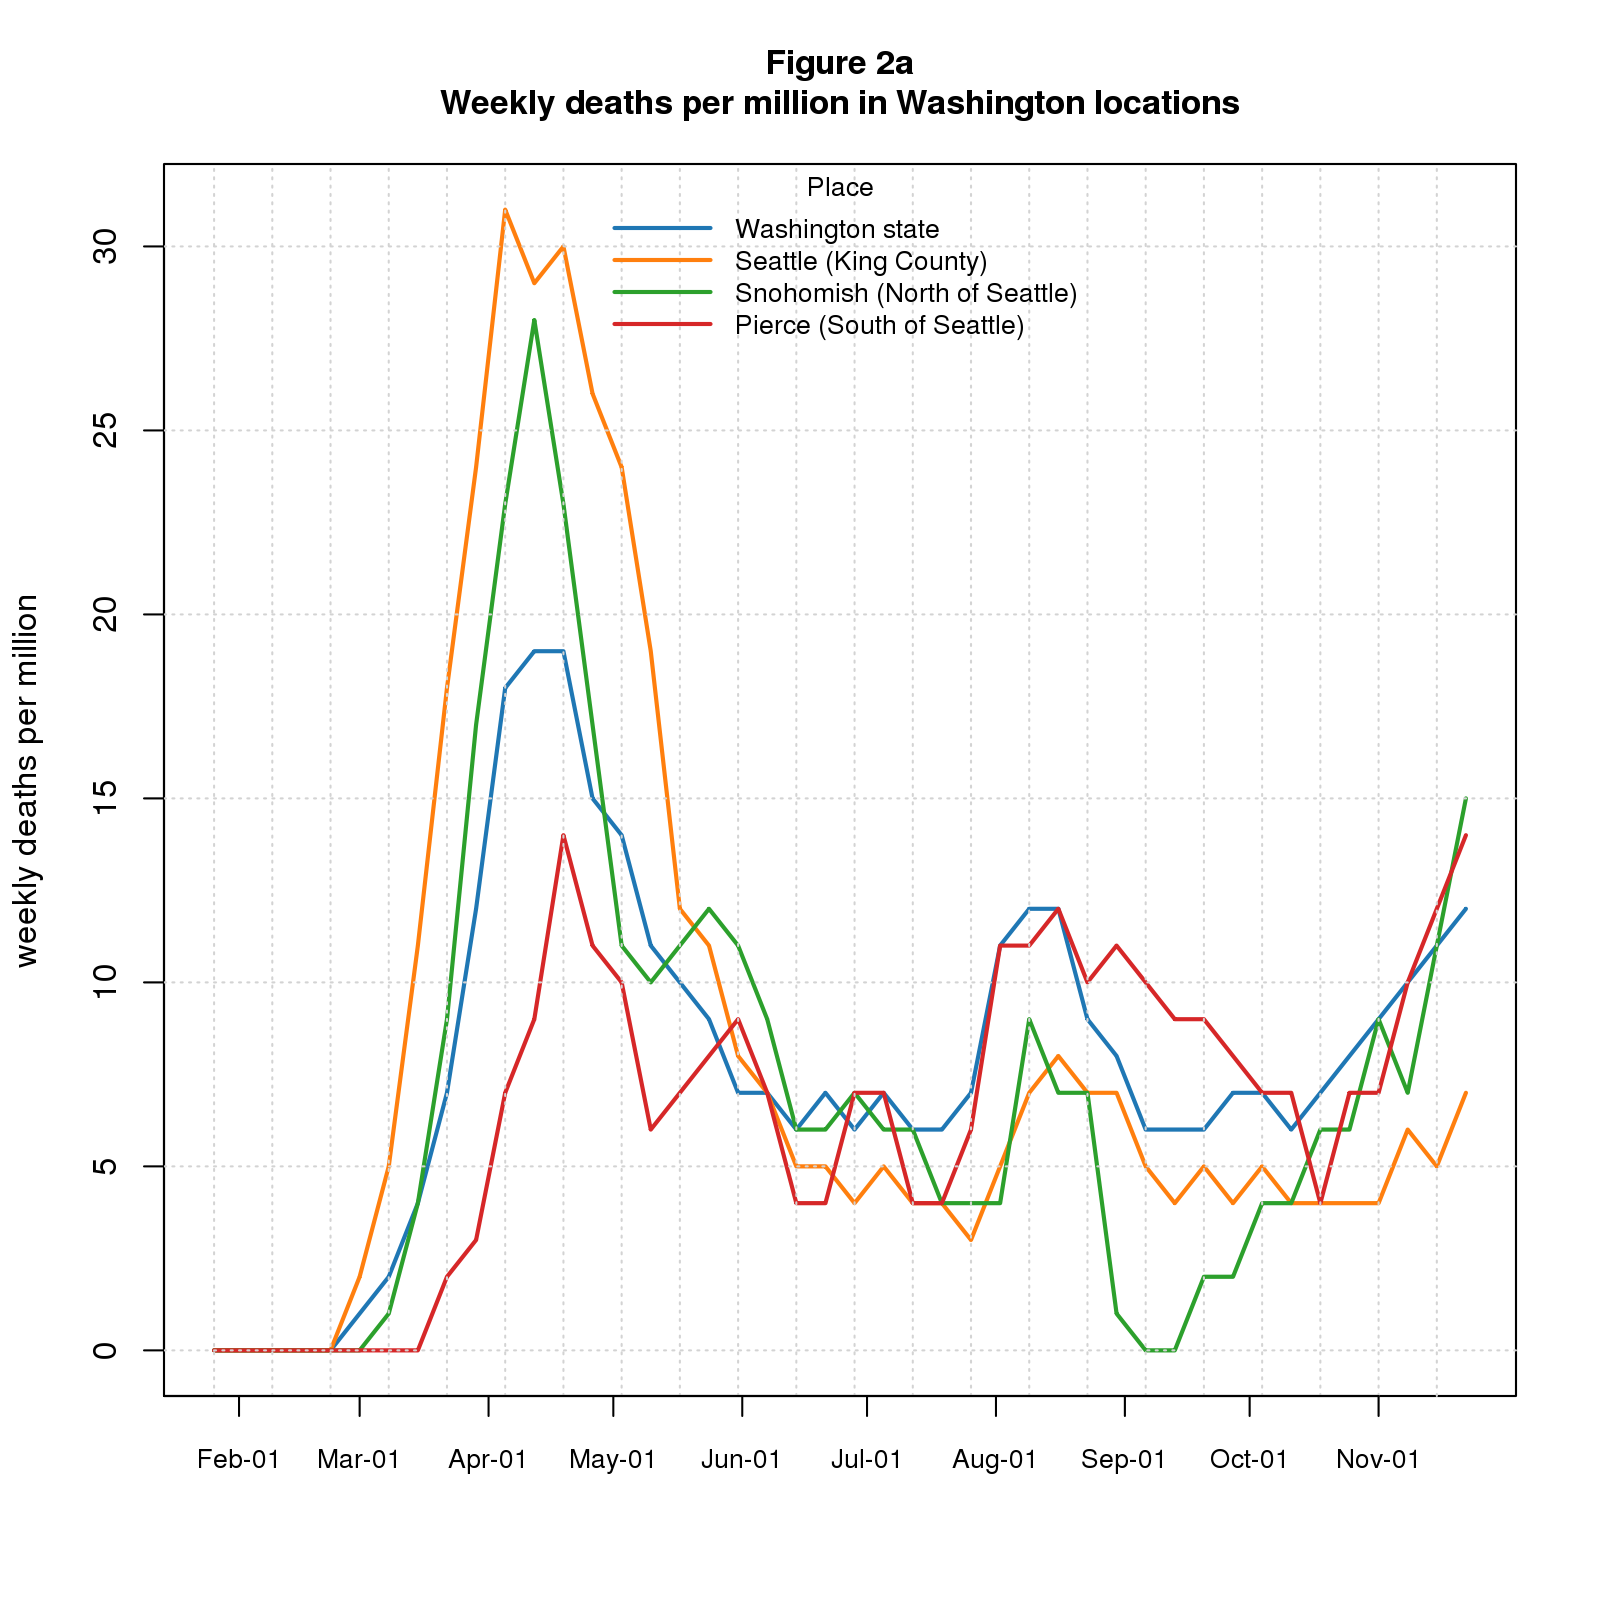 Figure 2a
Weekly deaths per million in Washington locations
Place
Washington state
Seattle (King County)
Snohomish (North of Seattle)
Pierce (South of Seattle)
weekly deaths per million
30
25
20
15
10
5
0
Feb-01 Mar-01 Apr-01 May-01 Jun-01 Jul-01 Aug-01 Sep-01 Oct-01 Nov-01